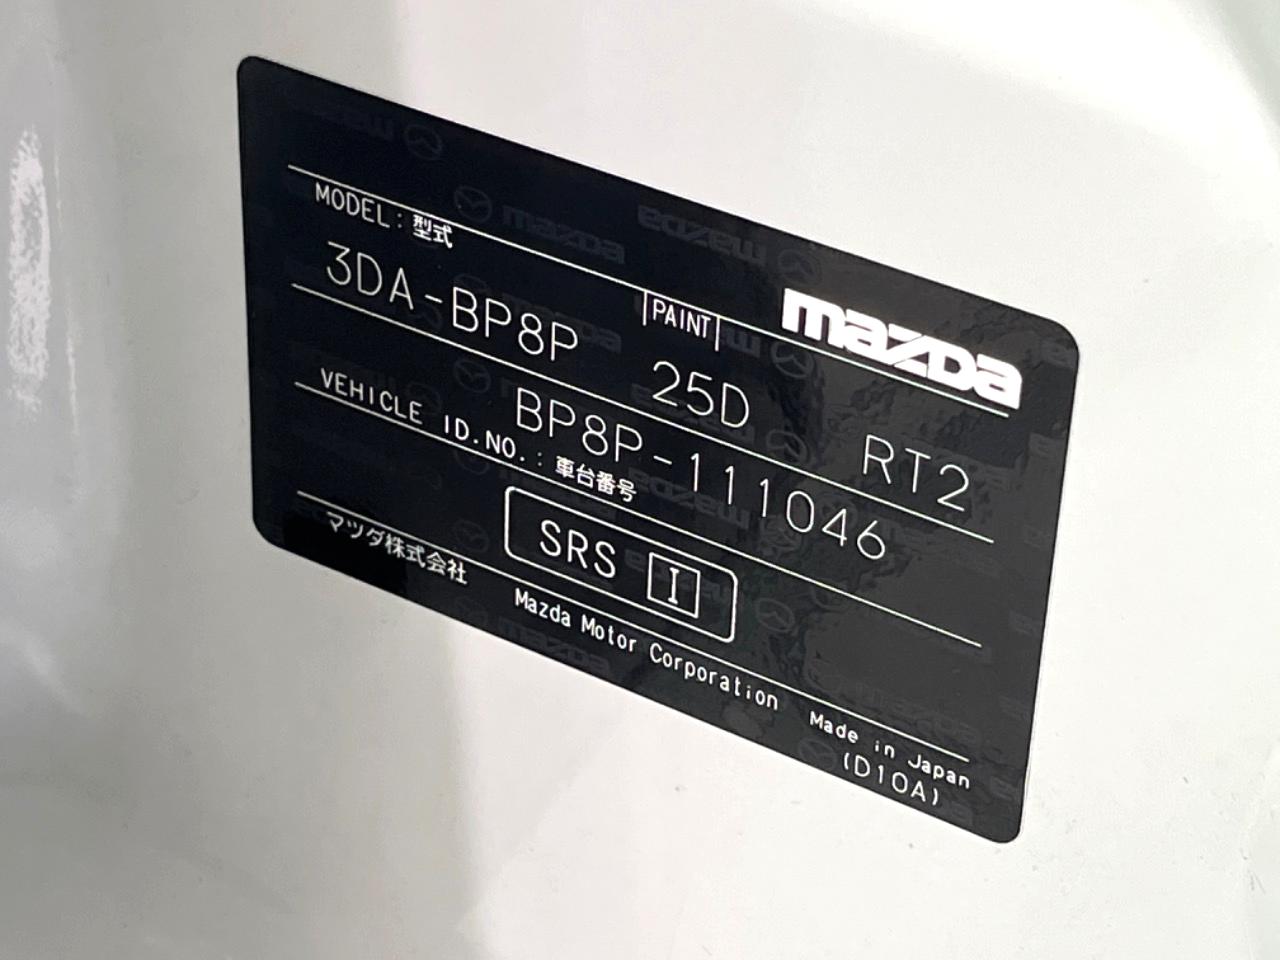 mazda
MODEL: 型式
PAINT
3DA-BP8P 25D RT2
BP8P-111046
VEHICLE ID.NO.: 車台番号
SRS I
マツダ株式会社 Mazda Motor Corporation Made in Japan
(D10A)